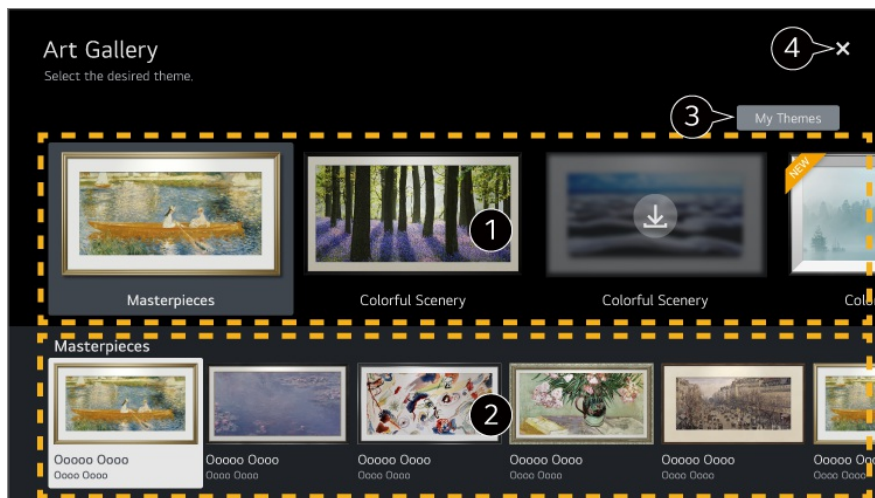 Art Gallery
4
Select the desired theme.
3
My Themes
NEW
1
Masterpieces
Colorful Scenery
Colorful Scenery
Masterpieces
2
Ooooo Oooo
Ooooo Oooo
Ooooo Oooo
Ooooo Oooo
Ooooo Oooo
Ooooo Oooo
Oooo Oooo
Oooo Oooo
Oooo Oooo
Oooo Oooo
Oooo Oooo
Oooo Oooo